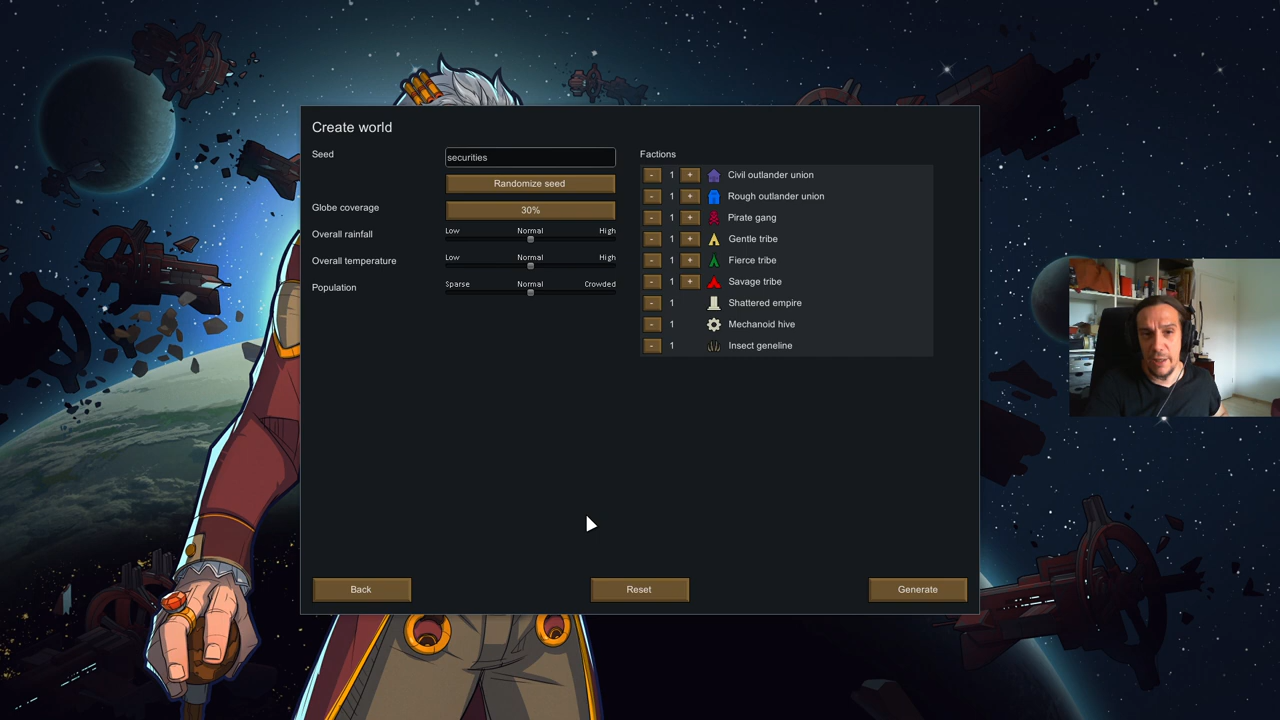 Create world
Seed
securities
Randomize seed
Globe coverage
30%
Overall rainfall
Low Normal High
Overall temperature
Low Normal High
Population
Sparse Normal Crowded
Factions
- 1 + Civil outlander union
- 1 + Rough outlander union
- 1 + Pirate gang
- 1 + Gentle tribe
- 1 + Fierce tribe
- 1 + Savage tribe
- 1 Shattered empire
- 1 Mechanoid hive
- 1 Insect geneline
Back
Reset
Generate